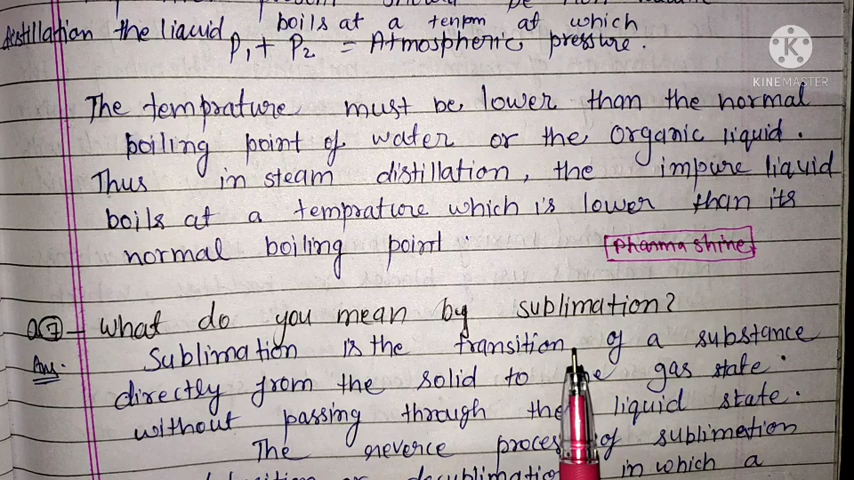 distillation the liquid boils at a tenpm at which
P1 + P2 = Atmospheric pressure.
KINEMASTER
The temprature must be lower than the normal
boiling point of water or the organic liquid.
Thus in steam distillation, the impure liquid
boils at a temprature which is lower than its
normal boiling point.
Pharma shine
Q7- What do you mean by sublimation?
Ans. Sublimation is the transition of a substance
directly from the solid to gas state.
without passing through the liquid state.
The reverce process of sublimation
in which a